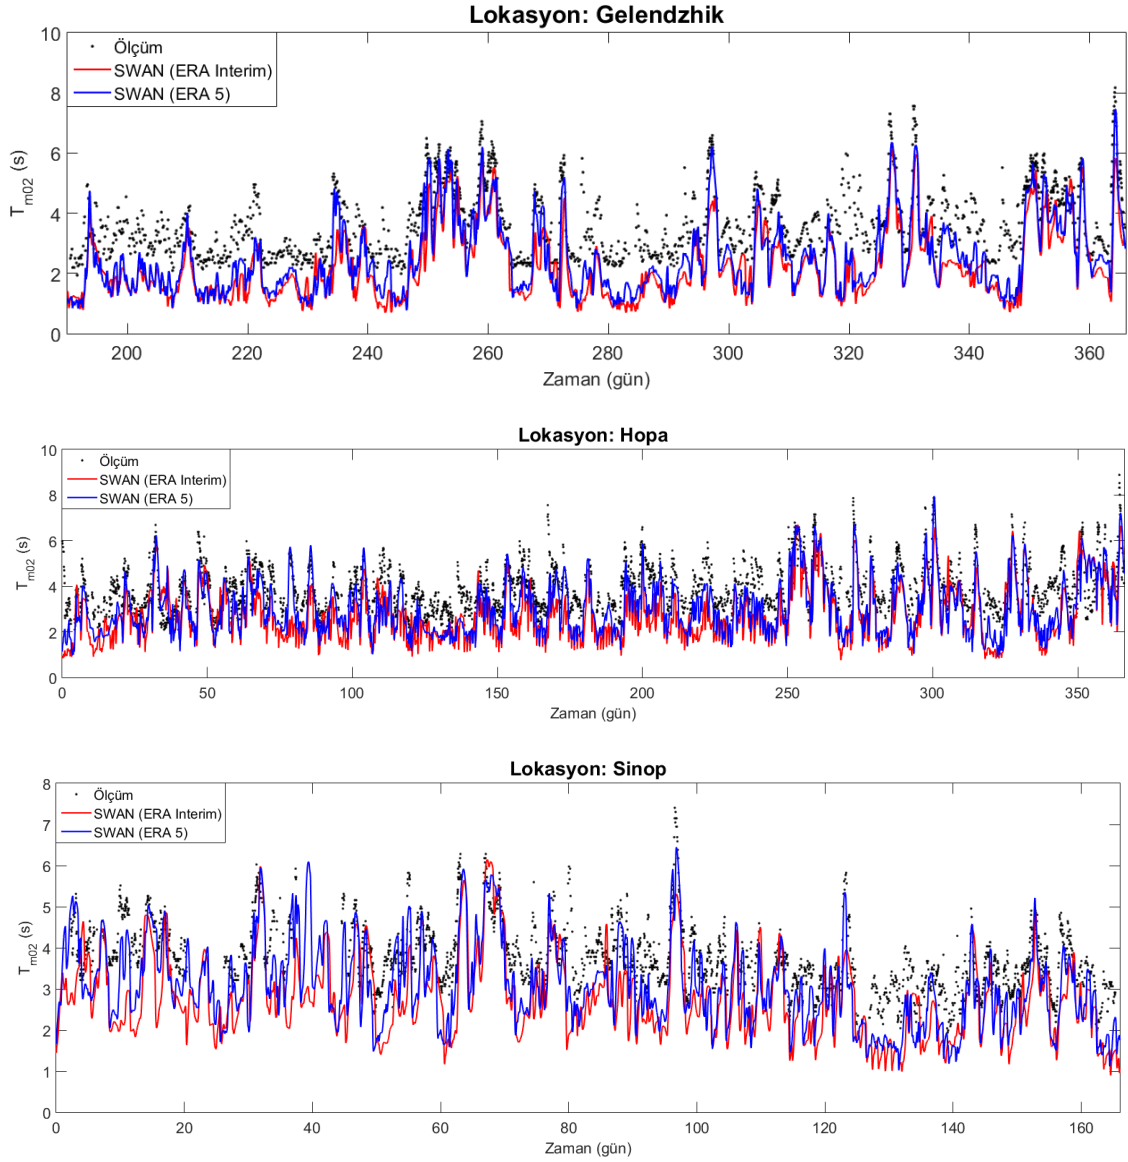 Lokasyon: Gelendzhik
10
8
6
4
2
0
T_m02 (s)
Ölçüm
SWAN (ERA Interim)
SWAN (ERA 5)
200 220 240 260 280 300 320 340 360
Zaman (gün)
Lokasyon: Hopa
10
8
6
4
2
0
T_m02 (s)
Ölçüm
SWAN (ERA Interim)
SWAN (ERA 5)
0 50 100 150 200 250 300 350
Zaman (gün)
Lokasyon: Sinop
8
7
6
5
4
3
2
1
0
T_m02 (s)
Ölçüm
SWAN (ERA Interim)
SWAN (ERA 5)
0 20 40 60 80 100 120 140 160
Zaman (gün)